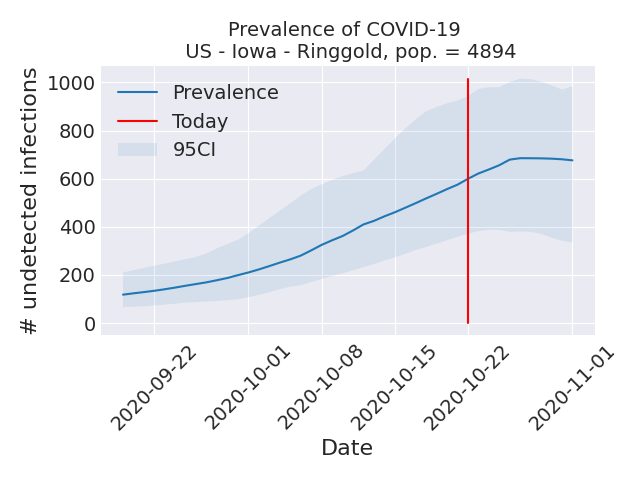 Prevalence of COVID-19
US - Iowa - Ringgold, pop. = 4894
# undetected infections
1000
800
600
400
200
0
Prevalence
Today
95CI
2020-09-22
2020-10-01
2020-10-08
2020-10-15
2020-10-22
2020-11-01
Date